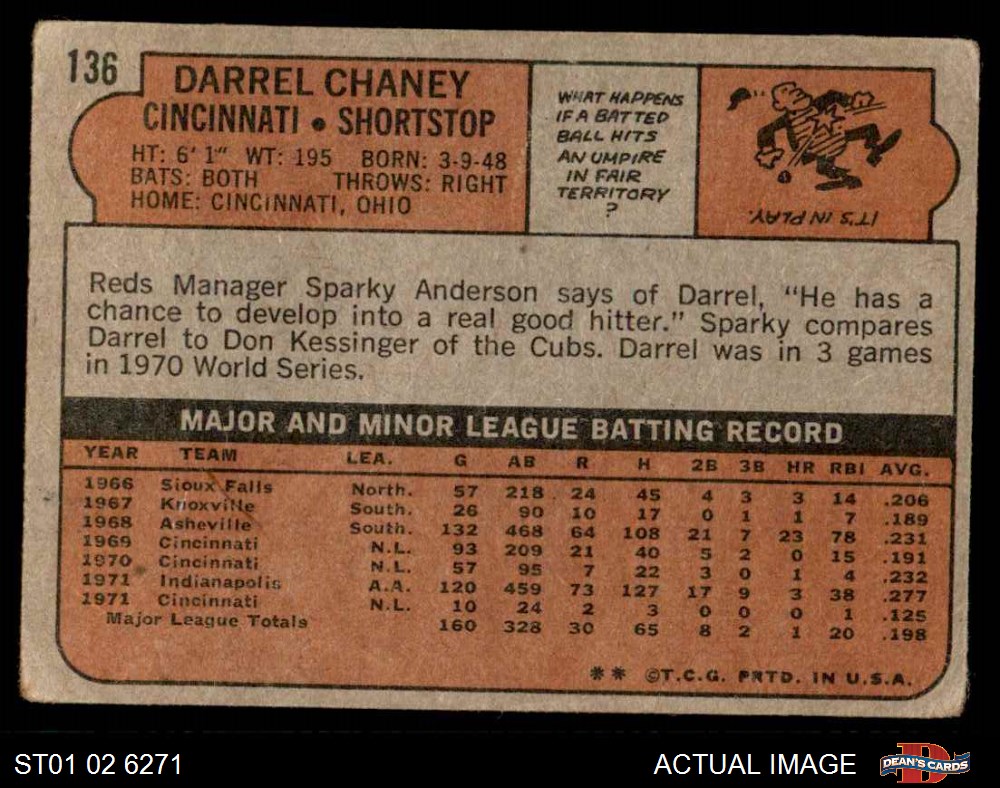 136
DARREL CHANEY
CINCINNATI • SHORTSTOP
HT: 6' 1" WT: 195 BORN: 3-9-48
BATS: BOTH THROWS: RIGHT
HOME: CINCINNATI, OHIO
WHAT HAPPENS
IF A BATTED
BALL HITS
AN UMPIRE
IN FAIR
TERRITORY
?
IT'S IN PLAY.
Reds Manager Sparky Anderson says of Darrel, “He has a
chance to develop into a real good hitter.” Sparky compares
Darrel to Don Kessinger of the Cubs. Darrel was in 3 games
in 1970 World Series.
MAJOR AND MINOR LEAGUE BATTING RECORD
YEAR TEAM LEA. G AB R H 2B 3B HR RBI AVG.
1966 Sioux Falls North. 57 218 24 45 4 3 3 14 .206
1967 Knoxville South. 26 90 10 17 0 1 1 7 .189
1968 Asheville South. 132 468 64 108 21 7 23 78 .231
1969 Cincinnati N.L. 93 209 21 40 5 2 0 15 .191
1970 Cincinnati N.L. 57 95 7 22 3 0 1 4 .232
1971 Indianapolis A.A. 120 459 73 127 17 9 3 38 .277
1971 Cincinnati N.L. 10 24 2 3 0 0 0 1 .125
Major League Totals 160 328 30 65 8 2 1 20 .198
** ©T.C.G. PRTD. IN U.S.A.
ST01 02 6271
ACTUAL IMAGE
D
DEAN'S CARDS